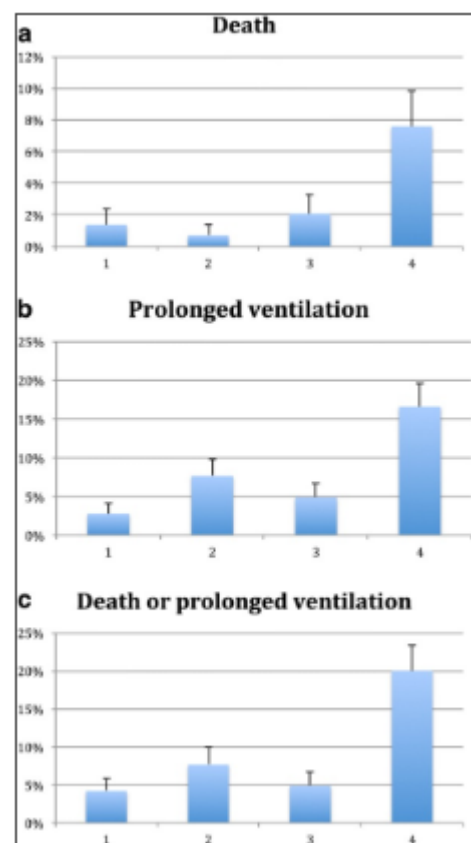 a
Death
12%
10%
8%
6%
4%
2%
0%
1 2 3 4
b
Prolonged ventilation
25%
20%
15%
10%
5%
0%
1 2 3 4
c
Death or prolonged ventilation
25%
20%
15%
10%
5%
0%
1 2 3 4